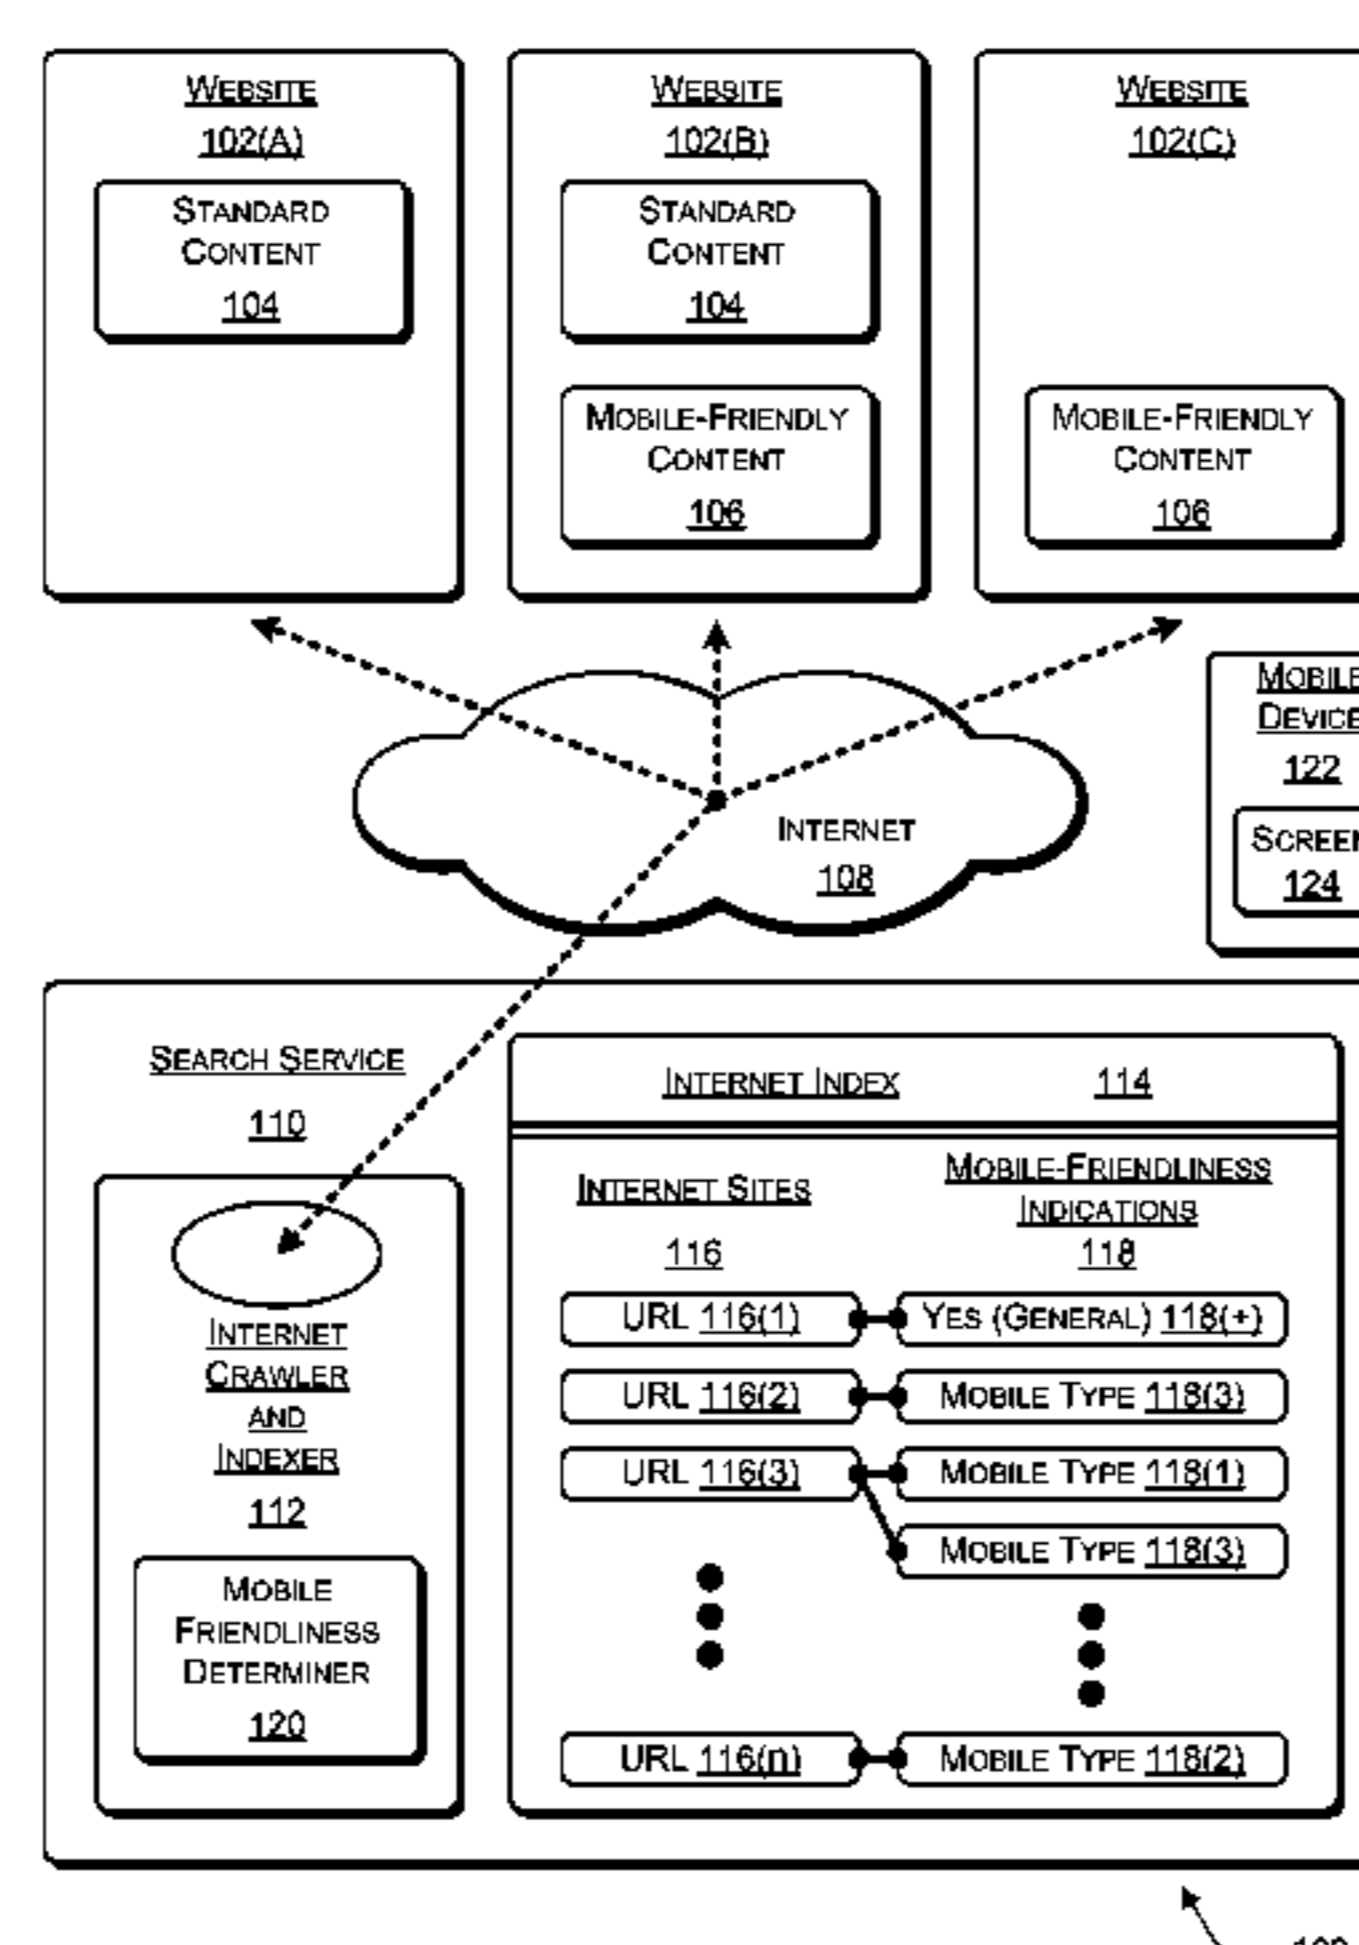 WEBSITE
102(A)
STANDARD
CONTENT
104
WEBSITE
102(B)
STANDARD
CONTENT
104
MOBILE-FRIENDLY
CONTENT
106
WEBSITE
102(C)
MOBILE-FRIENDLY
CONTENT
106
INTERNET
108
MOBILE
DEVICE
122
SCREEN
124
SEARCH SERVICE
110
INTERNET
CRAWLER
AND
INDEXER
112
MOBILE
FRIENDLINESS
DETERMINER
120
INTERNET INDEX 114
INTERNET SITES
116
MOBILE-FRIENDLINESS
INDICATIONS
118
URL 116(1) YES (GENERAL) 118(+)
URL 116(2) MOBILE TYPE 118(3)
URL 116(3) MOBILE TYPE 118(1)
MOBILE TYPE 118(3)
URL 116(n) MOBILE TYPE 118(2)